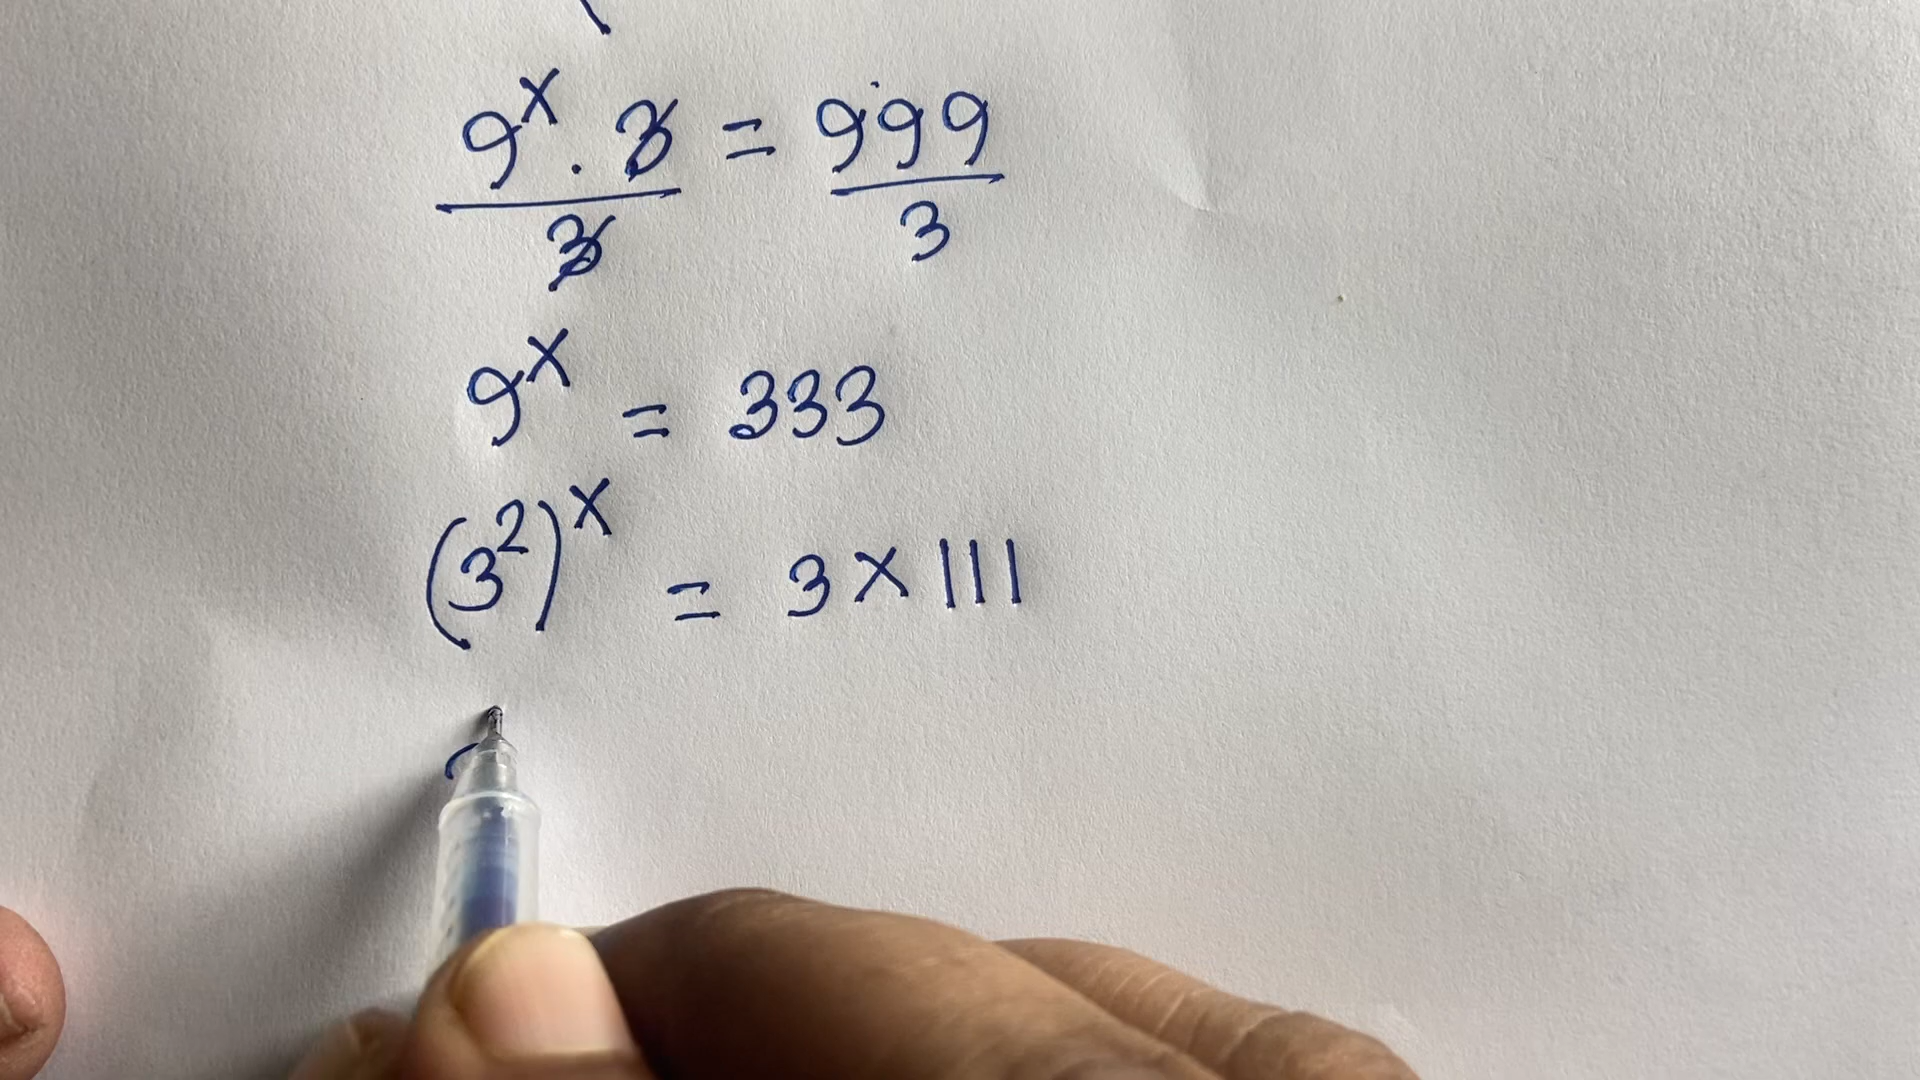 9^x . 3 / 3 = 999 / 3
9^x = 333
(3^2)^x = 3 × 111